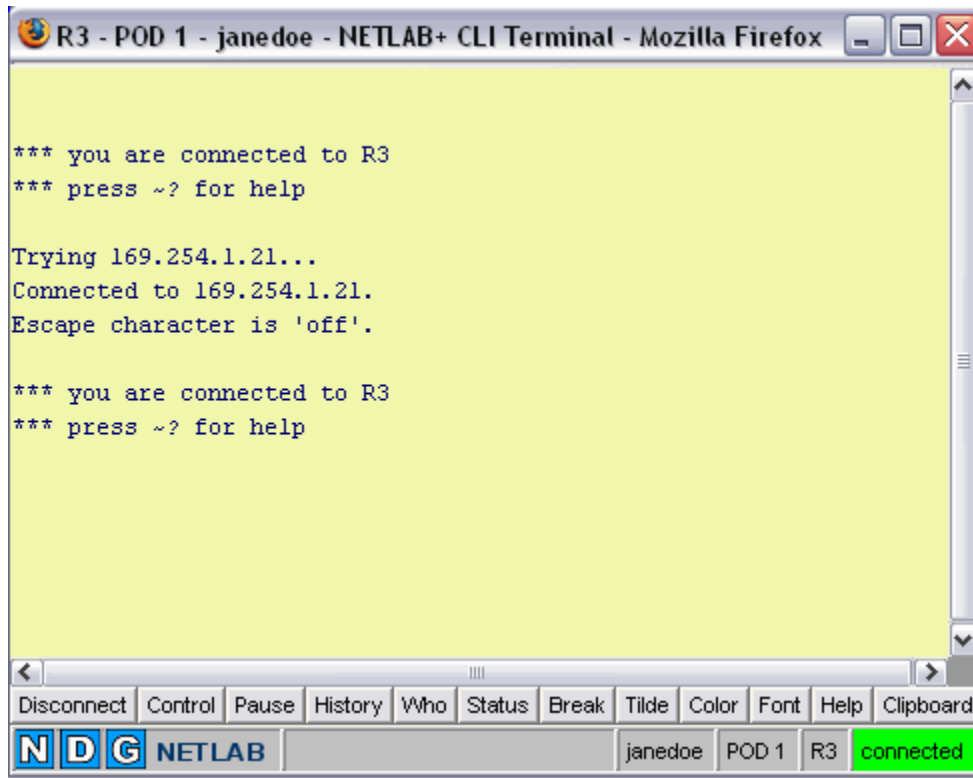 R3 - POD 1 - janedoe - NETLAB+ CLI Terminal - Mozilla Firefox
*** you are connected to R3
*** press ~? for help
Trying 169.254.1.21...
Connected to 169.254.1.21.
Escape character is 'off'.
*** you are connected to R3
*** press ~? for help
Disconnect Control Pause History Who Status Break Tilde Color Font Help Clipboard
NDG NETLAB janedoe POD 1 R3 connected